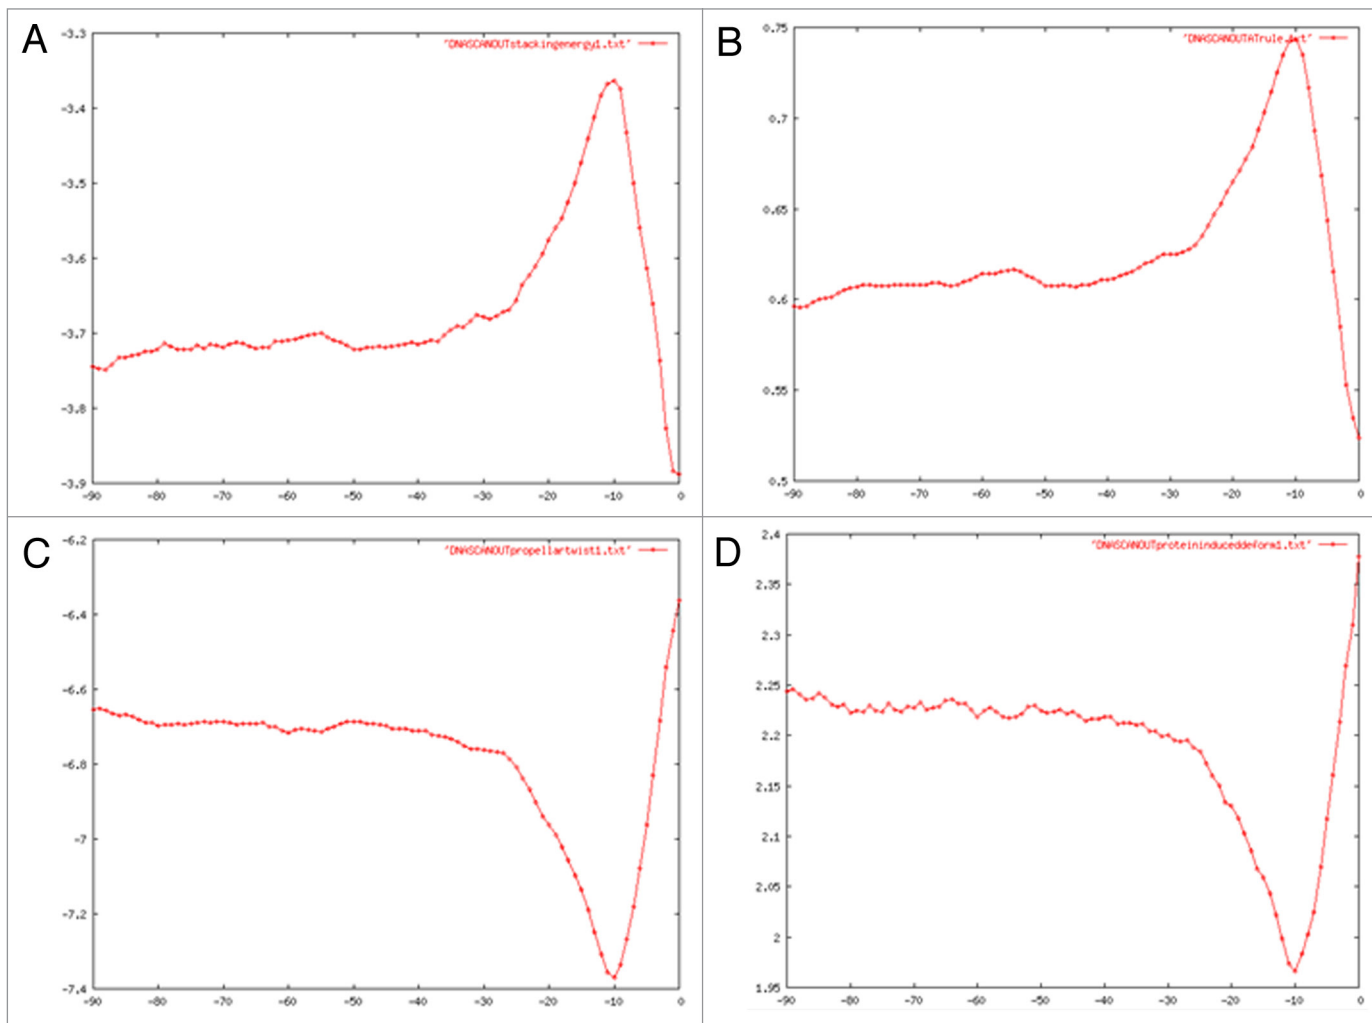 A
'DNASCANOUTstackingenergy1.txt'
-3.3
-3.4
-3.5
-3.6
-3.7
-3.8
-3.9
-90 -80 -70 -60 -50 -40 -30 -20 -10 0
B
'DNASCANOUTATrule.txt'
0.75
0.7
0.65
0.6
0.55
0.5
-90 -80 -70 -60 -50 -40 -30 -20 -10 0
C
'DNASCANOUTpropellartwist1.txt'
-6.2
-6.4
-6.6
-6.8
-7
-7.2
-7.4
-90 -80 -70 -60 -50 -40 -30 -20 -10 0
D
'DNASCANOUTproteininduceddeform1.txt'
2.4
2.35
2.3
2.25
2.2
2.15
2.1
2.05
2
1.95
-90 -80 -70 -60 -50 -40 -30 -20 -10 0